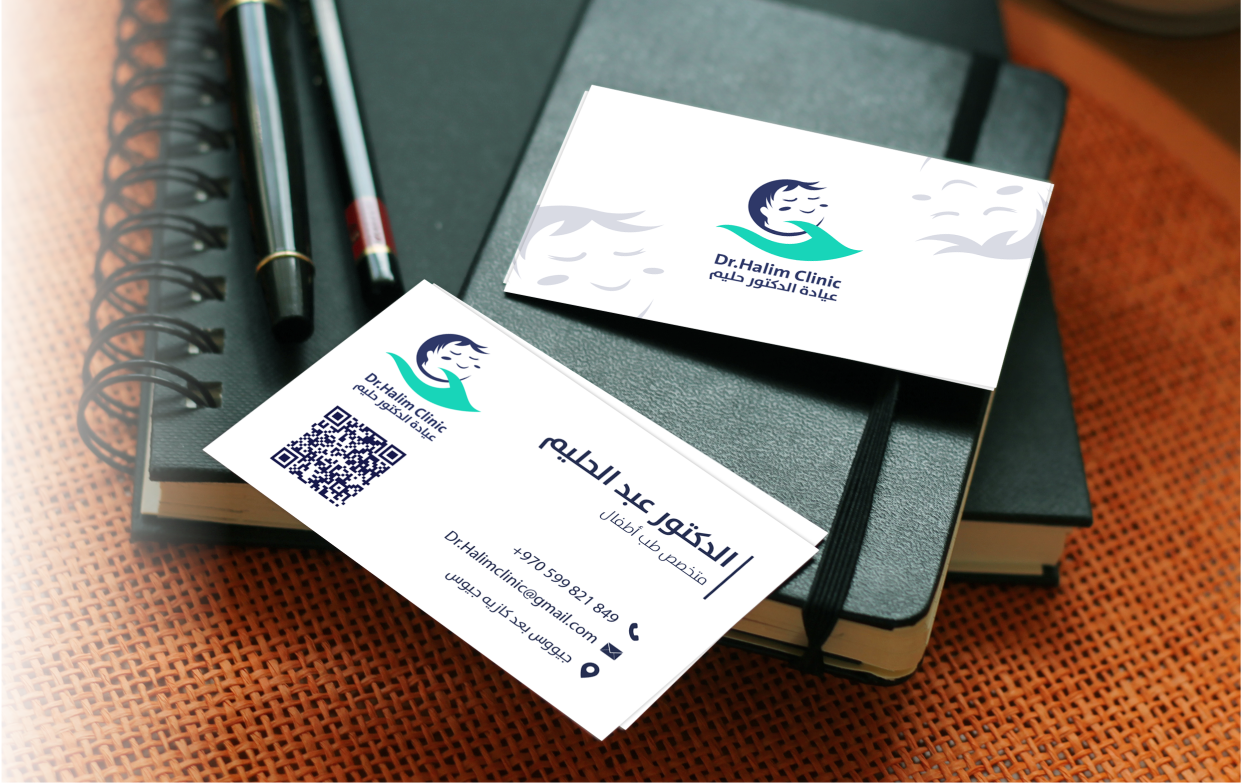 Dr.Halim Clinic
عيادة الدكتور حليم
Dr.Halim Clinic
عيادة الدكتور حليم
الدكتور عبد الحليم
متخصص طب أطفال
+970 599 821 849
Dr.Halimclinic@gmail.com
جيووس بعد كازيه جيوس